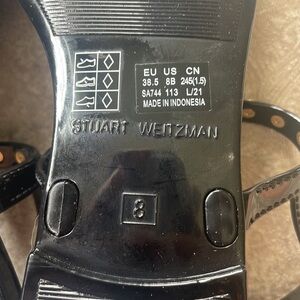 EU US CN
38.5 8B 245(1.5)
SA744 113 L/21
MADE IN INDONESIA
STUART WEITZMAN
8